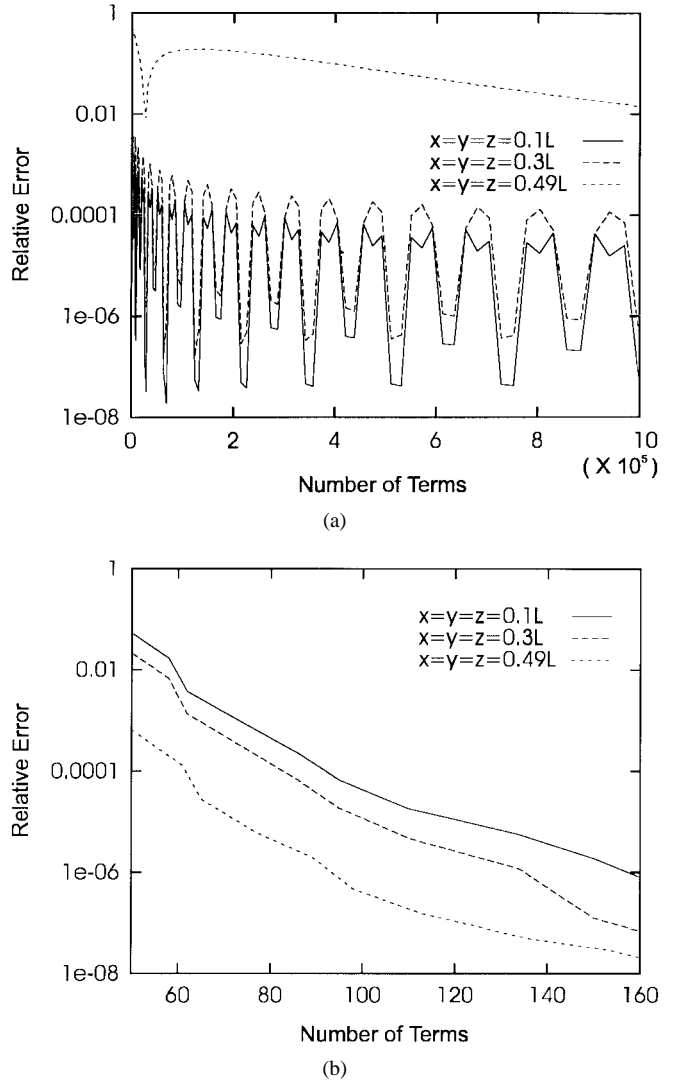 1
0.01
0.0001
1e-06
1e-08
Relative Error
x=y=z=0.1L
x=y=z=0.3L
x=y=z=0.49L
0 2 4 6 8 10
( X 10⁵ )
Number of Terms
(a)
1
0.01
0.0001
1e-06
1e-08
Relative Error
x=y=z=0.1L
x=y=z=0.3L
x=y=z=0.49L
60 80 100 120 140 160
Number of Terms
(b)